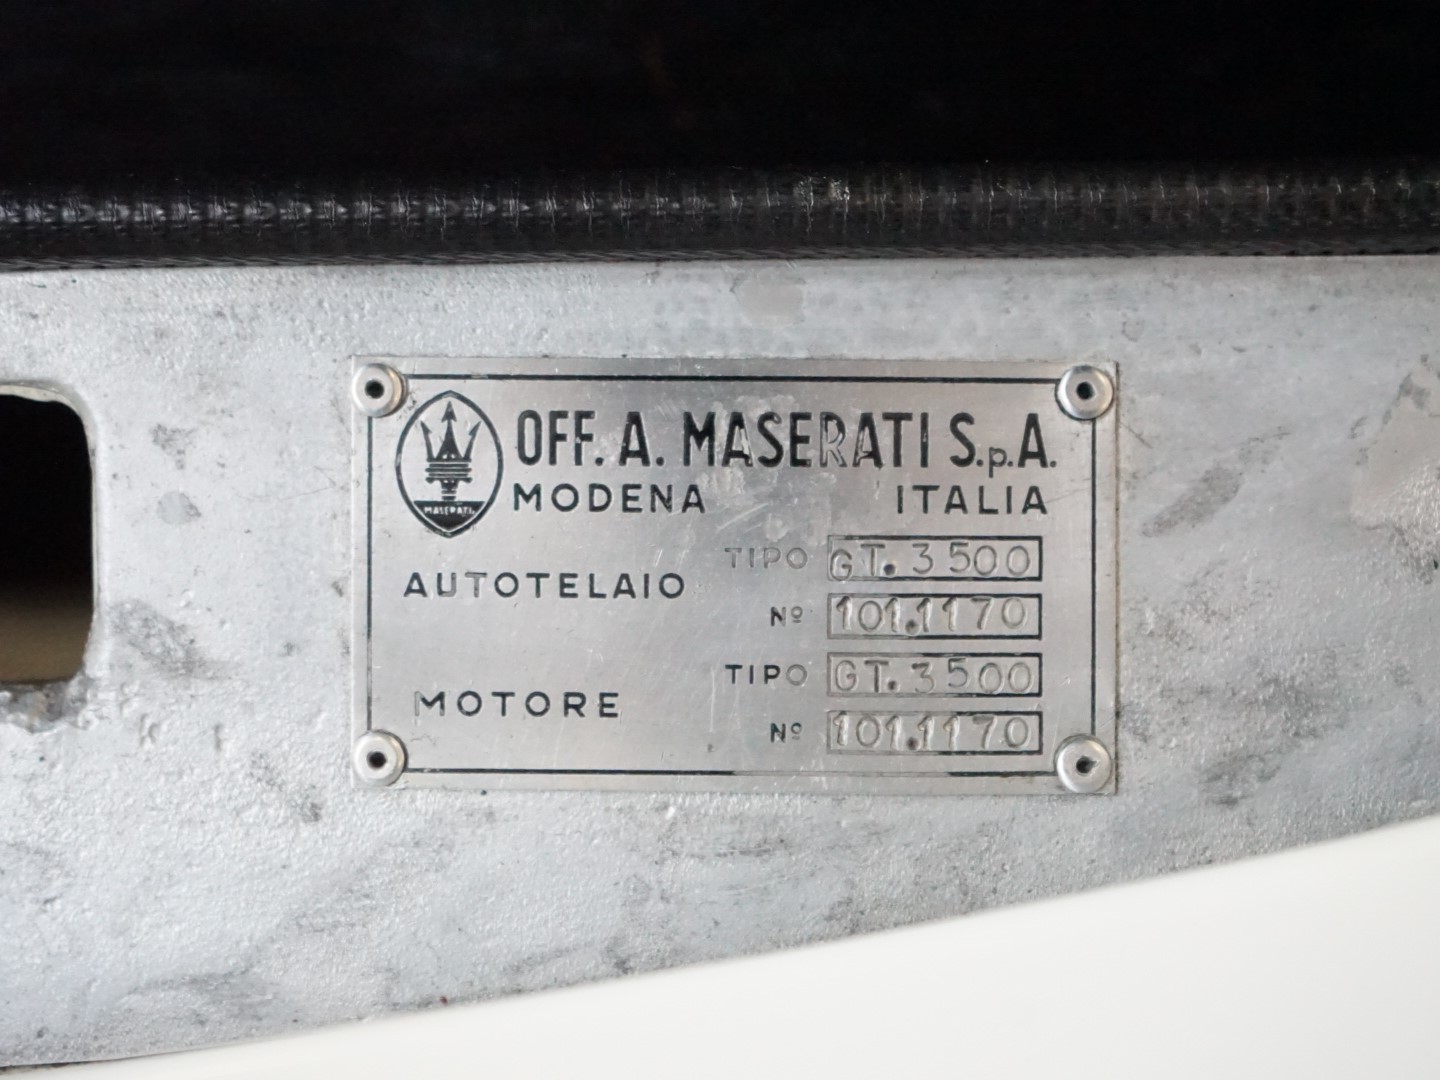 OFF. A. MASERATI S.p.A.
MASERATI
MODENA ITALIA
AUTOTELAIO
TIPO GT. 3500
Nº 101.1170
MOTORE
TIPO GT. 3500
Nº 101.1170